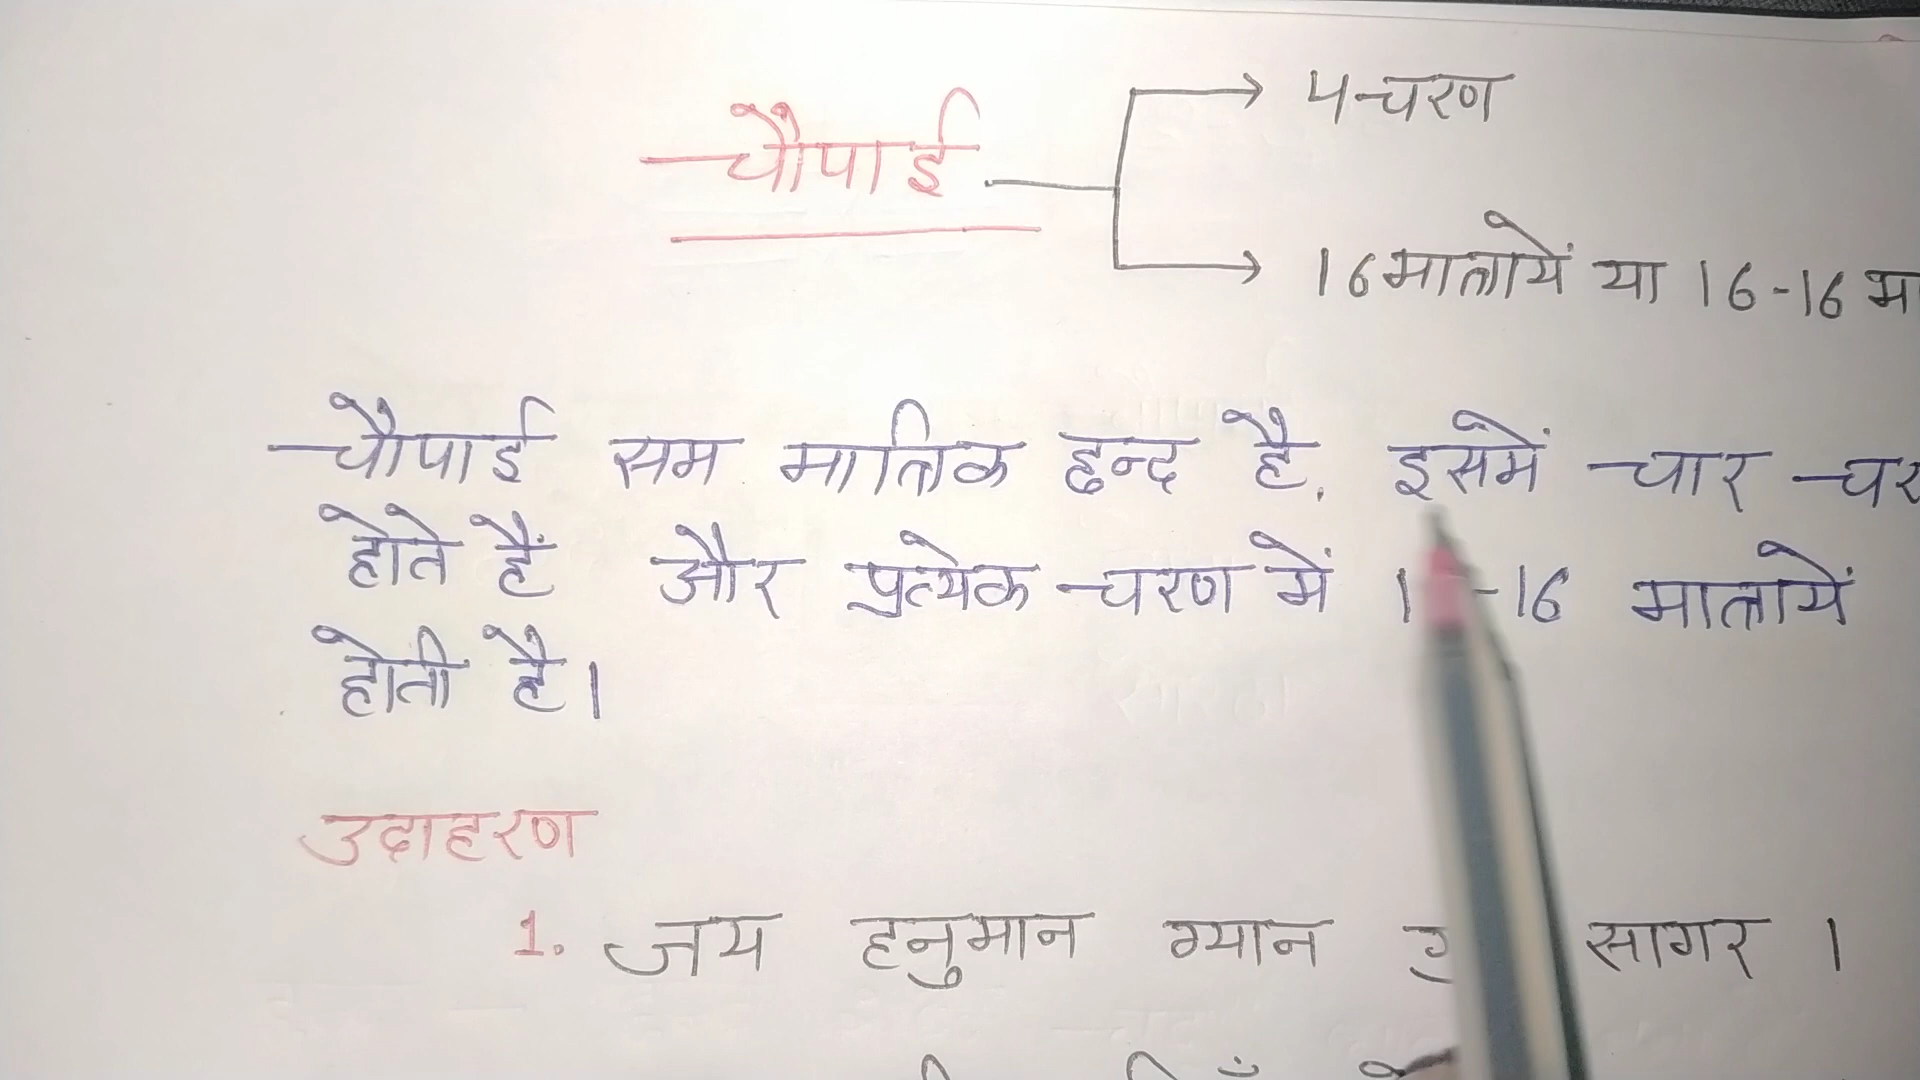 चौपाई
4-चरण
16 मात्रायें या 16-16 मा
चौपाई सम मात्रिक छन्द है. इसमें चार चर
होते हैं और प्रत्येक चरण में 1 -16 मात्रायें
होती है।
उदाहरण
1. जय हनुमान ग्यान सागर ।